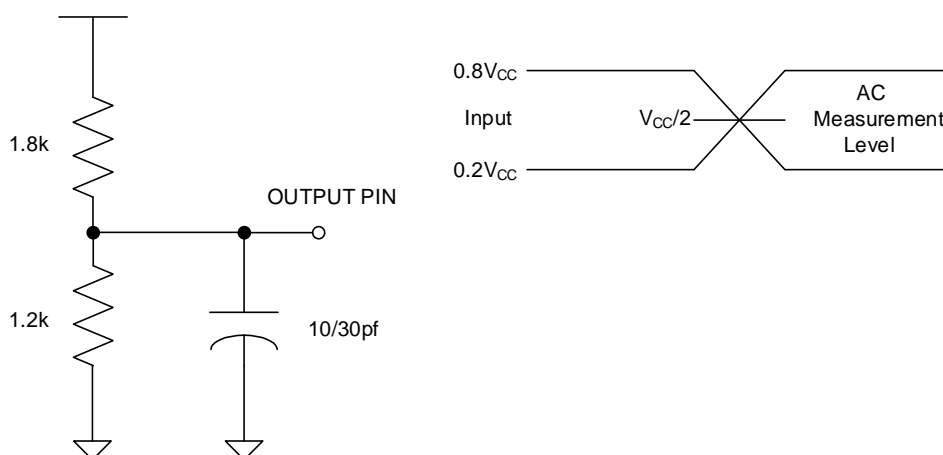 1.8k
OUTPUT PIN
1.2k
10/30pf
0.8VCC
Input
VCC/2
0.2VCC
AC
Measurement
Level